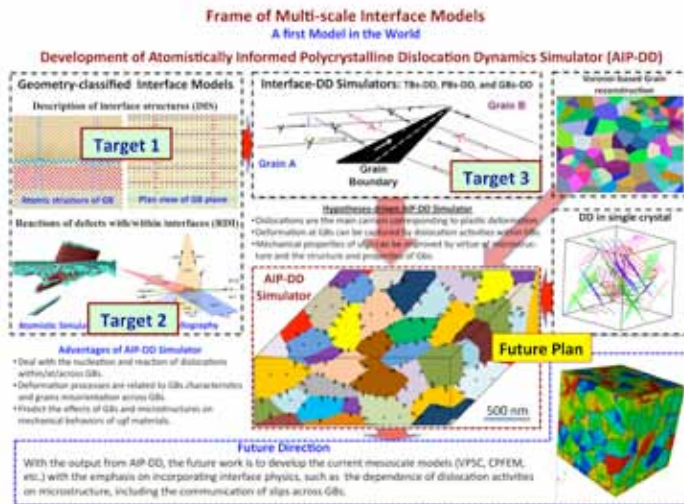 Frame of Multi-scale Interface Models
A first Model in the World
Development of Atomistically Informed Polycrystalline Dislocation Dynamics Simulator (AIP-DD)
Geometry-classified Interface Models
Description of interface structures (DIS)
Target 1
Atomic structure of GB
Plan view of GB plane
Reactions of defects with/within interfaces (RDI)
Target 2
Atomistic
Advantages of AIP-DD Simulator
•Deal with the nucleation and reaction of dislocations
within/at/across GBs.
•Deformation processes are related to GBs characteristics
and grains misorientation across GBs.
•Predict the effects of GBs and microstructures on
mechanical behaviors of ugf materials.
Interface-DD Simulators: TBs-DD, PBs-DD, and GBs-DD
Grain B
Grain A
Grain
Boundary
Target 3
AIP-DD Simulator
•Dislocations are the main carriers corresponding to plastic deformation.
•Deformation at GBs can be captured by dislocation activities within GBs.
•Mechanical properties of can be improved by virtue of
and the structure and properties of GBs.
AIP-DD
Simulator
Future Plan
500 nm
Voronoi based Grain
reconstruction
DD in single crystal
Future Direction
With the output from AIP-DD, the future work is to develop the current mesoscale models (VPSC, CPFEM,
etc.) with the emphasis on incorporating interface physics, such as the dependence of dislocation activities
on microstructure, including the communication of slips across GBs.